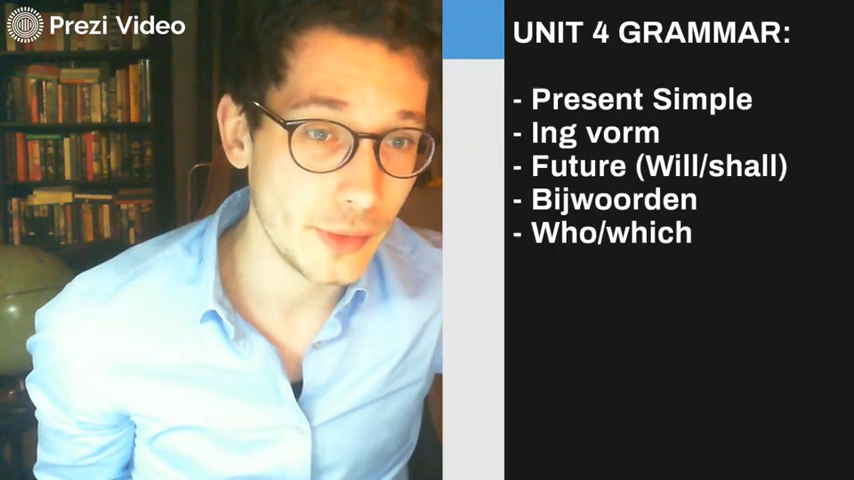 Prezi Video
UNIT 4 GRAMMAR:
- Present Simple
- Ing vorm
- Future (Will/shall)
- Bijwoorden
- Who/which